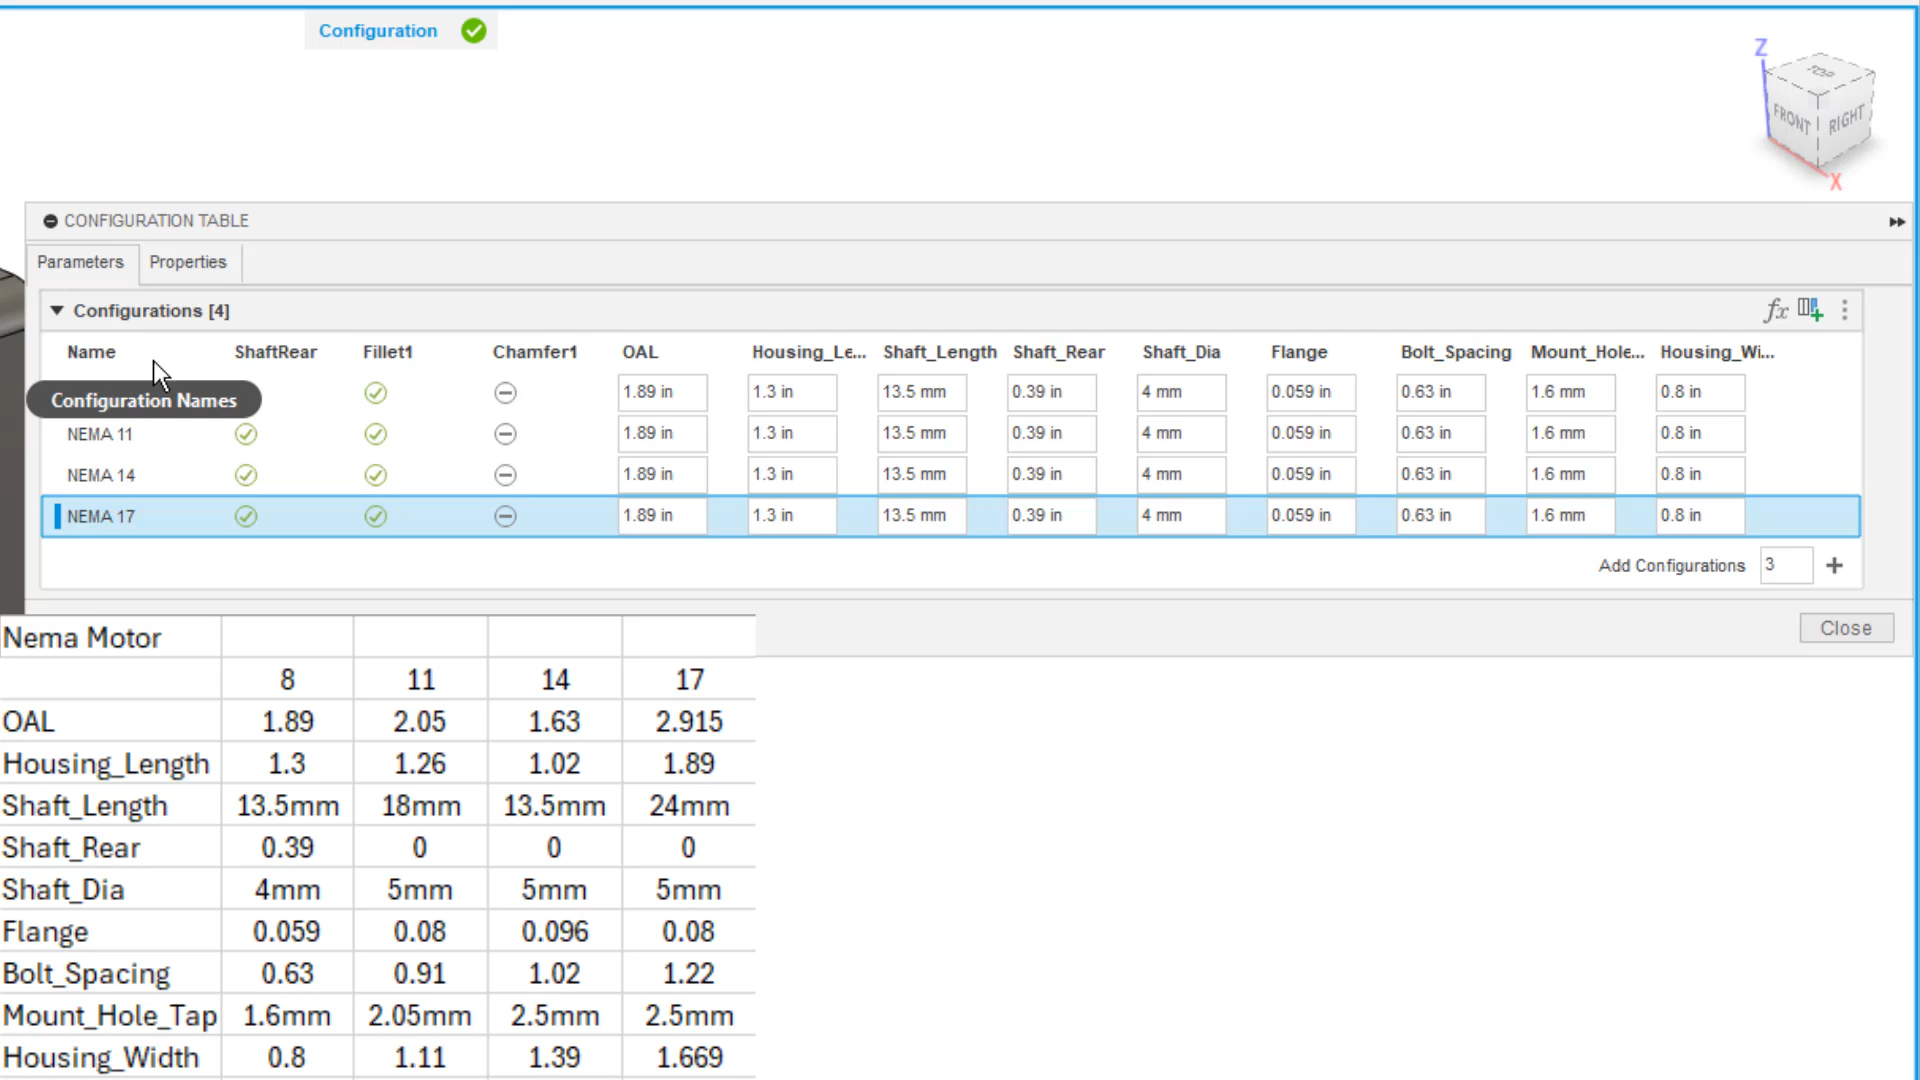 Configuration
Z
TOP
FRONT
RIGHT
X
CONFIGURATION TABLE
Parameters Properties
Configurations [4]
fx
Name ShaftRear Fillet1 Chamfer1 OAL Housing_Le... Shaft_Length Shaft_Rear Shaft_Dia Flange Bolt_Spacing Mount_Hole... Housing_Wi...
1.89 in 1.3 in 13.5 mm 0.39 in 4 mm 0.059 in 0.63 in 1.6 mm 0.8 in
Configuration Names
NEMA 11 1.89 in 1.3 in 13.5 mm 0.39 in 4 mm 0.059 in 0.63 in 1.6 mm 0.8 in
NEMA 14 1.89 in 1.3 in 13.5 mm 0.39 in 4 mm 0.059 in 0.63 in 1.6 mm 0.8 in
NEMA 17 1.89 in 1.3 in 13.5 mm 0.39 in 4 mm 0.059 in 0.63 in 1.6 mm 0.8 in
Add Configurations 3
Close
Nema Motor
8 11 14 17
OAL 1.89 2.05 1.63 2.915
Housing_Length 1.3 1.26 1.02 1.89
Shaft_Length 13.5mm 18mm 13.5mm 24mm
Shaft_Rear 0.39 0 0 0
Shaft_Dia 4mm 5mm 5mm 5mm
Flange 0.059 0.08 0.096 0.08
Bolt_Spacing 0.63 0.91 1.02 1.22
Mount_Hole_Tap 1.6mm 2.05mm 2.5mm 2.5mm
Housing_Width 0.8 1.11 1.39 1.669